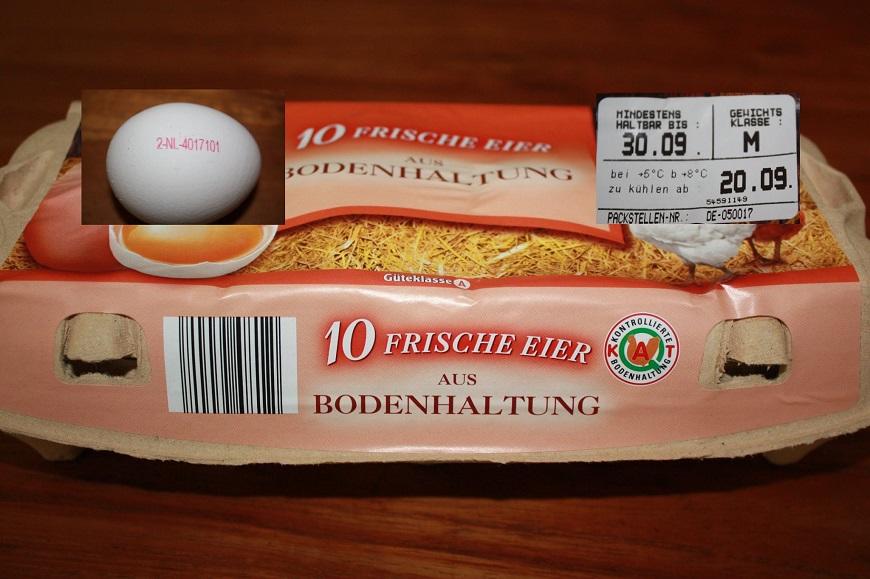 2-NL-4017101
10 FRISCHE EIER
AUS
BODENHALTUNG
MINDESTENS
HALTBAR BIS :
30.09.
GEWICHTS
KLASSE :
M
bei +5°C b +8°C
zu kühlen ab :
20.09.
54591149
PACKSTELLEN-NR.: DE-050017
Güteklasse A
10 FRISCHE EIER
AUS
BODENHALTUNG
KONTROLLIERTE
KAT
BODENHALTUNG